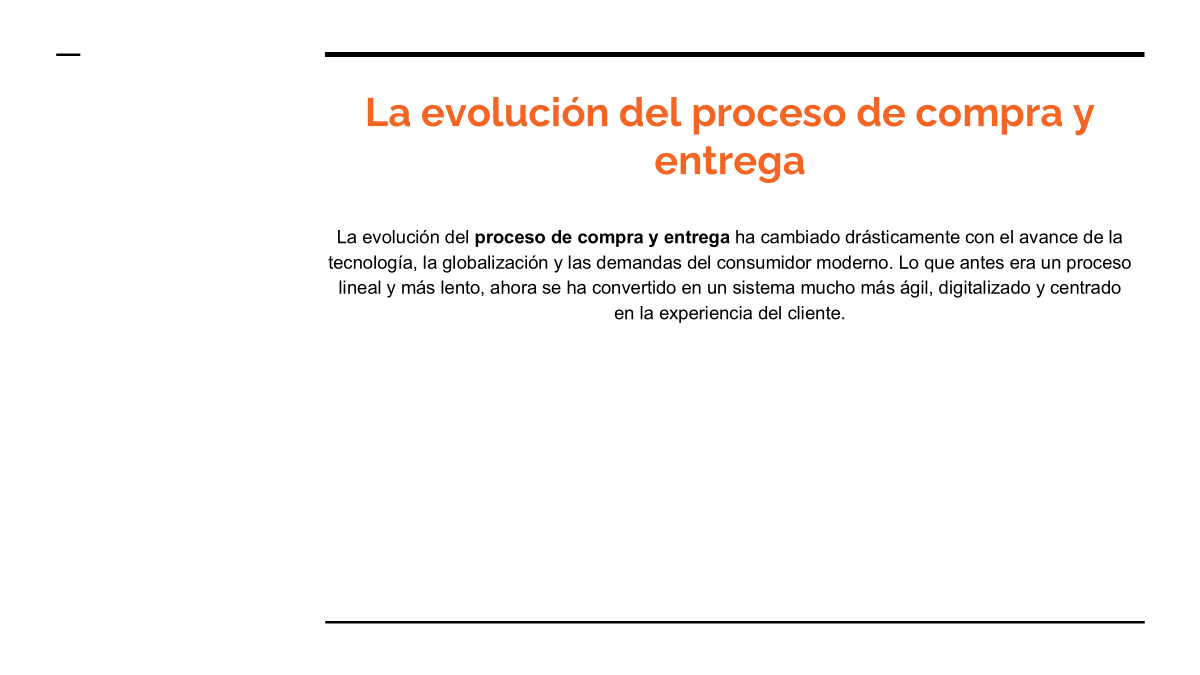 La evolución del proceso de compra y
entrega
La evolución del proceso de compra y entrega ha cambiado drásticamente con el avance de la
tecnología, la globalización y las demandas del consumidor moderno. Lo que antes era un proceso
lineal y más lento, ahora se ha convertido en un sistema mucho más ágil, digitalizado y centrado
en la experiencia del cliente.